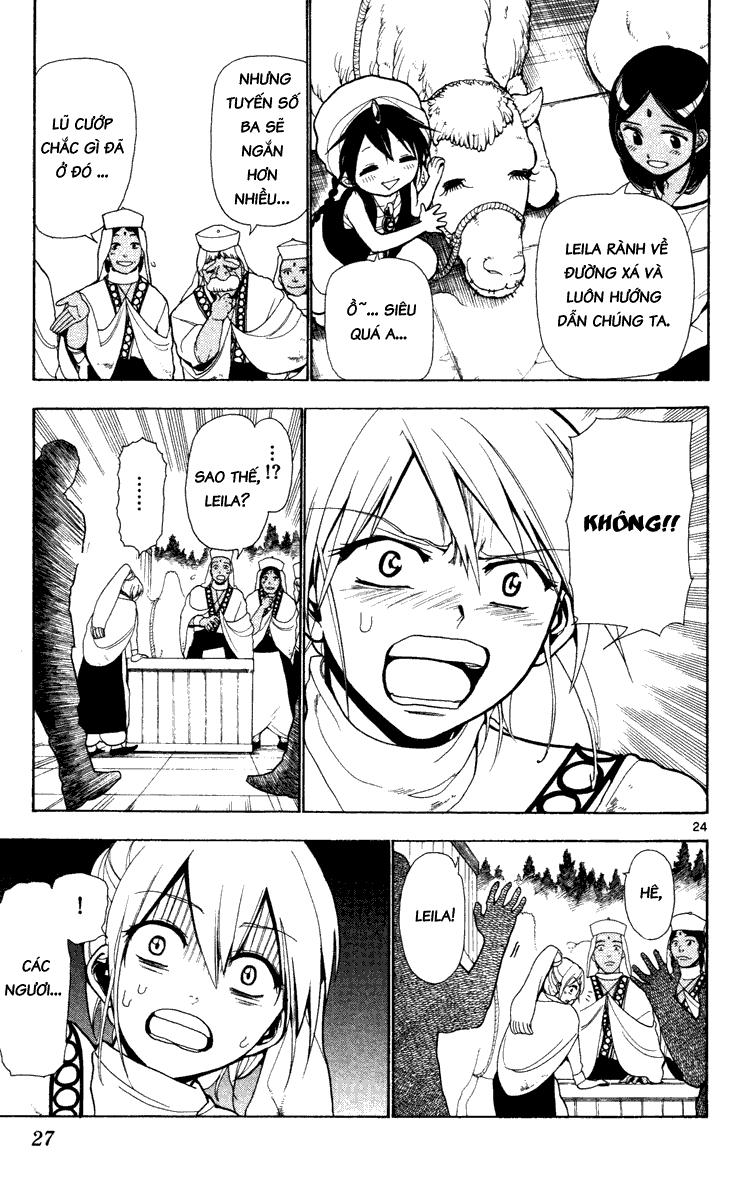 LEILA RÀNH VỀ
ĐƯỜNG XÁ VÀ
LUÔN HƯỚNG
DẪN CHÚNG TA.
Ồ~... SIÊU
QUÁ A...
NHƯNG
TUYẾN SỐ
BA SẼ
NGẮN
HƠN
NHIỀU...
LŨ CƯỚP
CHẮC GÌ ĐÃ
Ở ĐÓ ...
KHÔNG!!
...!?
SAO THẾ,
LEILA?
......
24
HÊ,
LEILA!
!
CÁC
NGƯƠI...
27